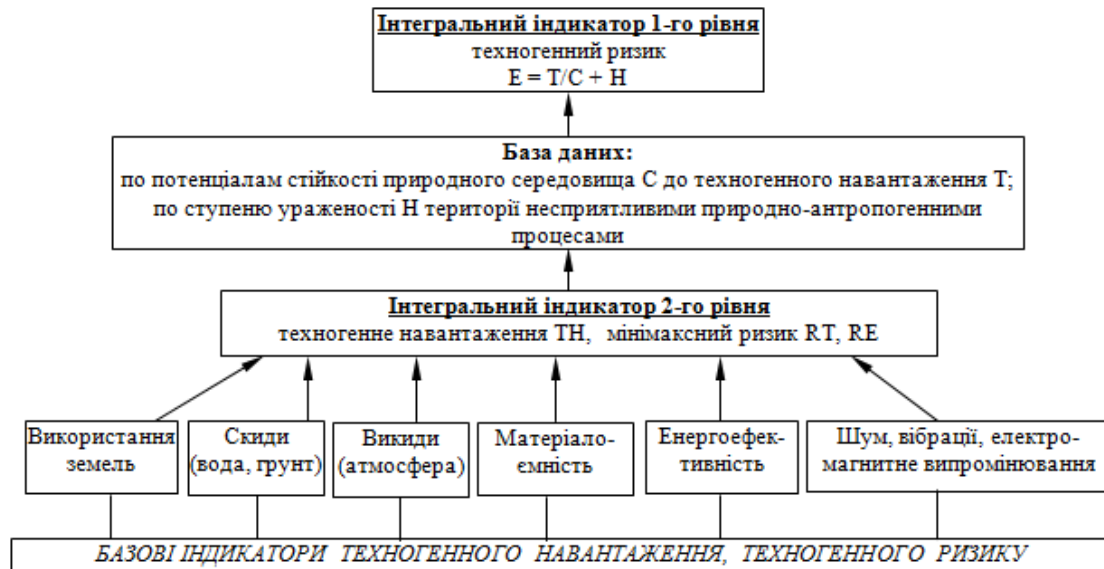 Інтегральний індикатор 1-го рівня
техногенний ризик
E = T/C + H
База даних:
по потенціалам стійкості природного середовища С до техногенного навантаження Т;
по ступеню ураженості Н території несприятливими природно-антропогенними
процесами
Інтегральний індикатор 2-го рівня
техногенне навантаження ТН, мінімаксний ризик RT, RE
Використання
земель
Скиди
(вода, грунт)
Викиди
(атмосфера)
Матеріало-
ємність
Енергоефек-
тивність
Шум, вібрації, електро-
магнитне випромінювання
БАЗОВІ ІНДИКАТОРИ ТЕХНОГЕННОГО НАВАНТАЖЕННЯ, ТЕХНОГЕННОГО РИЗИКУ